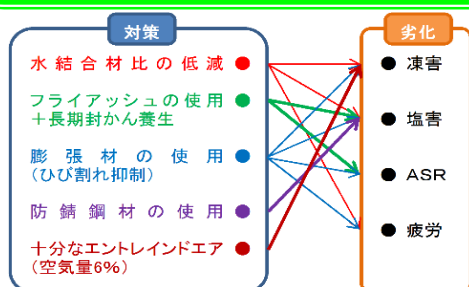 対策
水結合材比の低減
フライアッシュの使用
+長期封かん養生
膨張材の使用
(ひび割れ抑制)
防錆鋼材の使用
十分なエントレインドエア
(空気量6%)
劣化
凍害
塩害
ASR
疲労